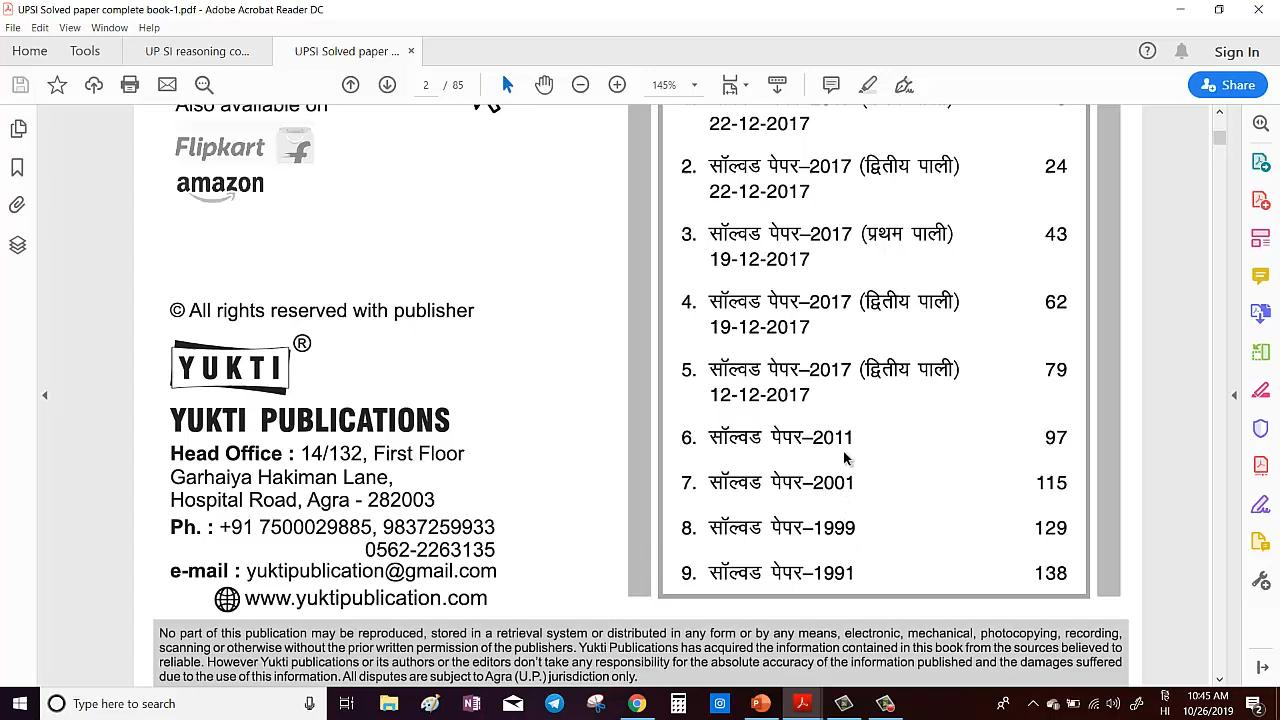 UPSI Solved paper complete book-1.pdf - Adobe Acrobat Reader DC
File Edit View Window Help
Home Tools UP SI reasoning co... UPSI Solved paper ... × Sign In
2 / 85 145% Share
Also available on
Flipkart
amazon
© All rights reserved with publisher
YUKTI ®
YUKTI PUBLICATIONS
Head Office : 14/132, First Floor
Garhaiya Hakiman Lane,
Hospital Road, Agra - 282003
Ph. : +91 7500029885, 9837259933
0562-2263135
e-mail : yuktipublication@gmail.com
www.yuktipublication.com
22-12-2017
2. सॉल्वड पेपर–2017 (द्वितीय पाली) 24
22-12-2017
3. सॉल्वड पेपर–2017 (प्रथम पाली) 43
19-12-2017
4. सॉल्वड पेपर–2017 (द्वितीय पाली) 62
19-12-2017
5. सॉल्वड पेपर–2017 (द्वितीय पाली) 79
12-12-2017
6. सॉल्वड पेपर–2011 97
7. सॉल्वड पेपर–2001 115
8. सॉल्वड पेपर–1999 129
9. सॉल्वड पेपर–1991 138
No part of this publication may be reproduced, stored in a retrieval system or distributed in any form or by any means, electronic, mechanical, photocopying, recording,
scanning or otherwise without the prior written permission of the publishers. Yukti Publications has acquired the information contained in this book from the sources believed to
reliable. However Yukti publications or its authors or the editors don't take any responsibility for the absolute accuracy of the information published and the damages suffered
due to the use of this information. All disputes are subject to Agra (U.P.) jurisdiction only.
Type here to search
10:45 AM
HI 10/26/2019 2